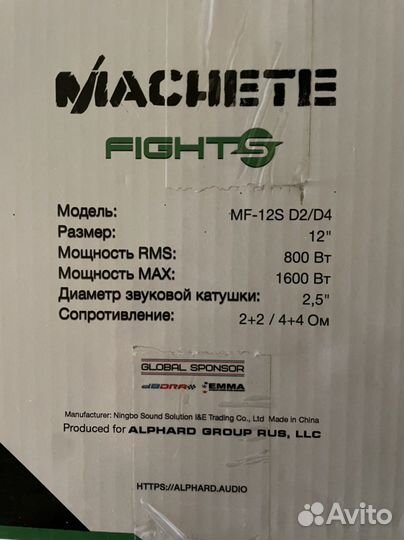 MACHETE
FIGHTS
Модель: MF-12S D2/D4
Размер: 12"
Мощность RMS: 800 Вт
Мощность MAX: 1600 Вт
Диаметр звуковой катушки: 2,5"
Сопротивление: 2+2 / 4+4 Ом
GLOBAL SPONSOR
dBDRA EMMA
Manufacturer: Ningbo Sound Solution I&E Trading Co., Ltd Made in China
Produced for ALPHARD GROUP RUS, LLC
HTTPS://ALPHARD.AUDIO
Avito